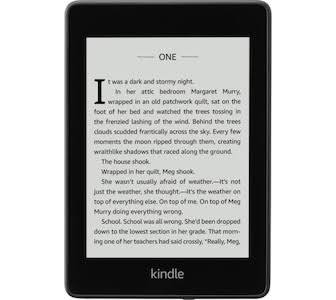 ONE
It was a dark and stormy night.
In her attic bedroom Margaret Murry,
wrapped in an old patchwork quilt, sat on
the foot of her bed and watched the trees tossing in
the frenzied lashing of the wind. Behind the trees
clouds scudded frantically across the sky. Every few
moments the moon ripped through them, creating
wraithlike shadows that raced along the ground.
The house shook.
Wrapped in her quilt, Meg shook.
She wasn't usually afraid of weather.—It's not
just the weather, she thought.—It's the weather on
top of everything else. On top of me. On top of Meg
Murry doing everything wrong.
School. School was all wrong. She'd been dropped
down to the lowest section in her grade. That morn-
ing one of her teachers had said crossly, "Really, Meg,
kindle